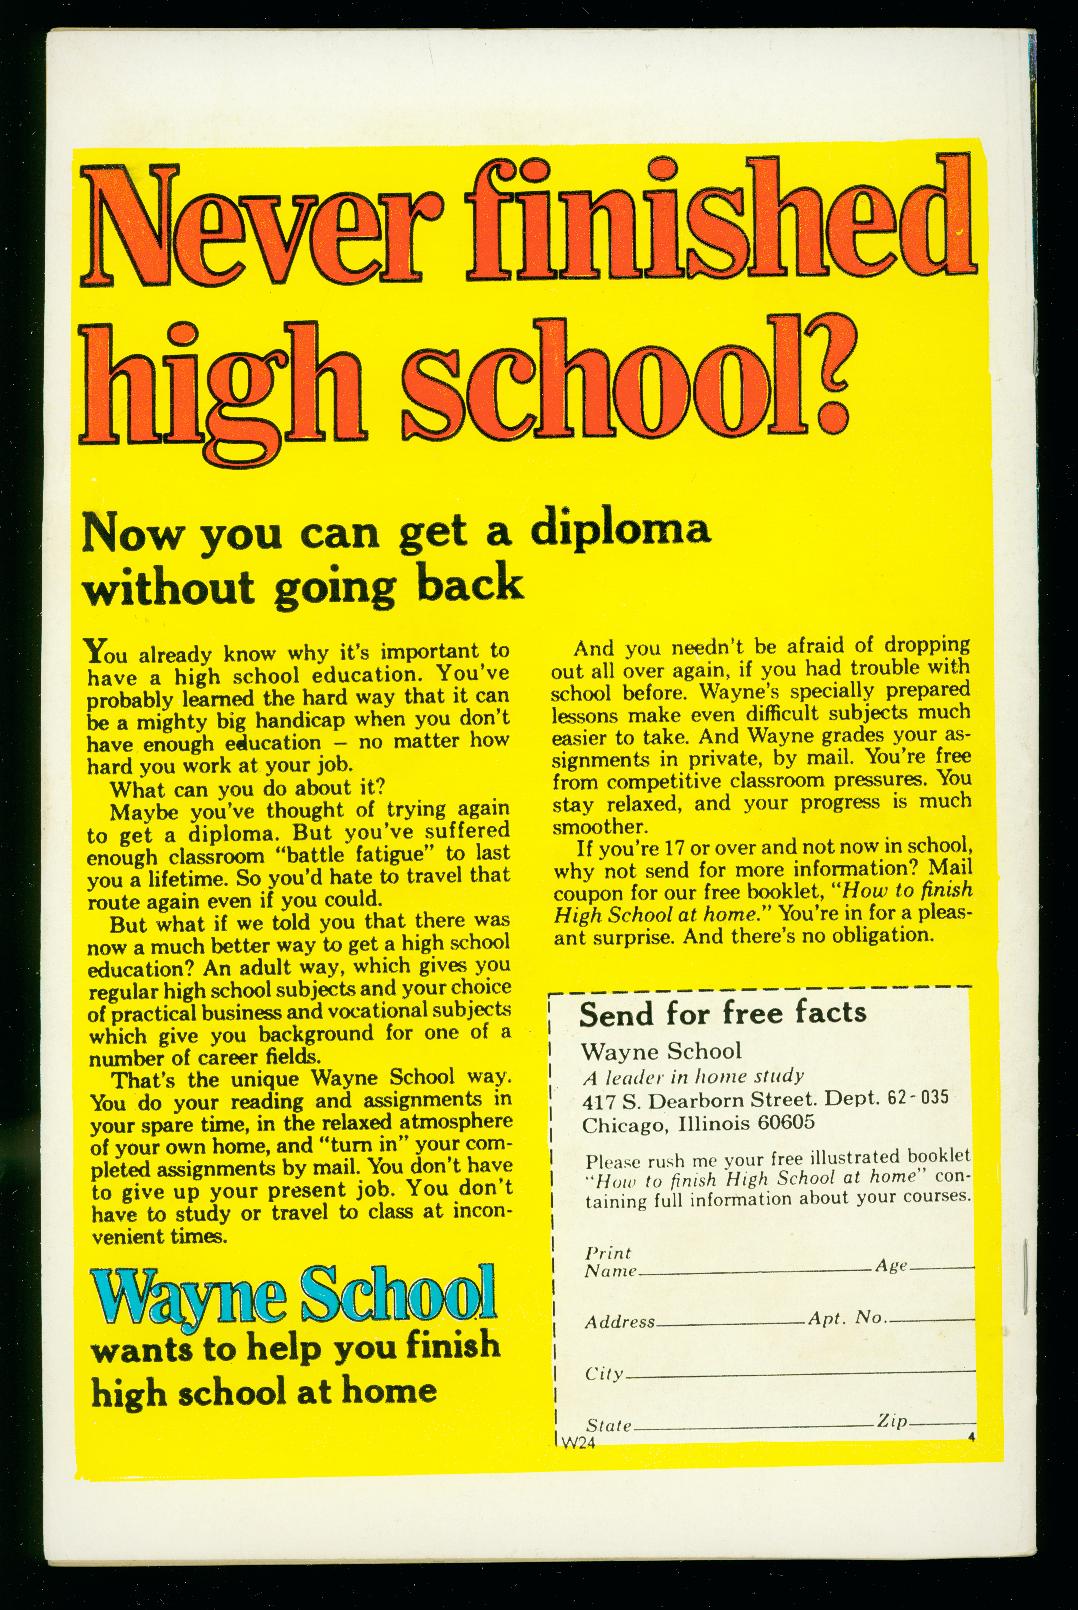 Never finished
high school?
Now you can get a diploma
without going back
You already know why it's important to
have a high school education. You've
probably learned the hard way that it can
be a mighty big handicap when you don't
have enough education – no matter how
hard you work at your job.
What can you do about it?
Maybe you've thought of trying again
to get a diploma. But you've suffered
enough classroom "battle fatigue" to last
you a lifetime. So you'd hate to travel that
route again even if you could.
But what if we told you that there was
now a much better way to get a high school
education? An adult way, which gives you
regular high school subjects and your choice
of practical business and vocational subjects
which give you background for one of a
number of career fields.
That's the unique Wayne School way.
You do your reading and assignments in
your spare time, in the relaxed atmosphere
of your own home, and "turn in" your com-
pleted assignments by mail. You don't have
to give up your present job. You don't
have to study or travel to class at incon-
venient times.
Wayne School
wants to help you finish
high school at home
And you needn't be afraid of dropping
out all over again, if you had trouble with
school before. Wayne's specially prepared
lessons make even difficult subjects much
easier to take. And Wayne grades your as-
signments in private, by mail. You're free
from competitive classroom pressures. You
stay relaxed, and your progress is much
smoother.
If you're 17 or over and not now in school,
why not send for more information? Mail
coupon for our free booklet, "How to finish
High School at home." You're in for a pleas-
ant surprise. And there's no obligation.
Send for free facts
Wayne School
A leader in home study
417 S. Dearborn Street. Dept. 62-035
Chicago, Illinois 60605
Please rush me your free illustrated booklet
"How to finish High School at home" con-
taining full information about your courses.
Print
Name Age
Address Apt. No.
City
State Zip
W24 4